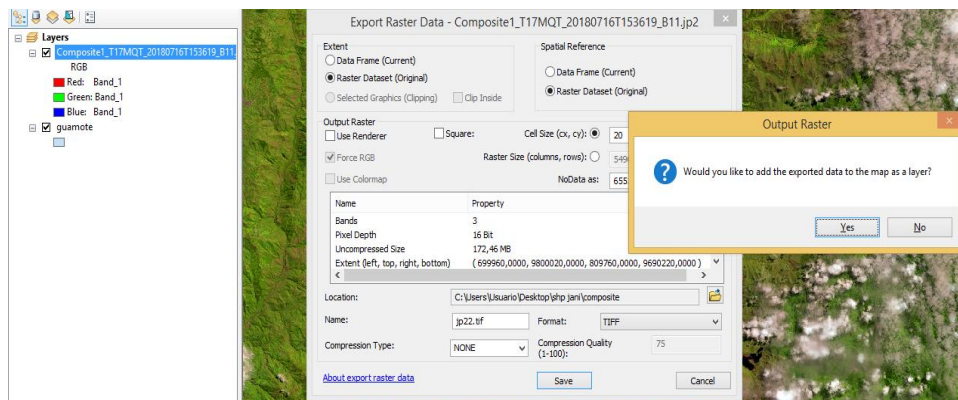 Export Raster Data - Composite1_T17MQT_20180716T153619_B11.jp2
Layers
Composite1_T17MQT_20180716T153619_B11.
RGB
Red: Band_1
Green: Band_1
Blue: Band_1
guamote
Extent
Data Frame (Current)
Raster Dataset (Original)
Selected Graphics (Clipping)
Clip Inside
Spatial Reference
Data Frame (Current)
Raster Dataset (Original)
Output Raster
Use Renderer
Square:
Cell Size (cx, cy):
20
Force RGB
Raster Size (columns, rows):
549
Use Colormap
NoData as:
655
Name Property
Bands 3
Pixel Depth 16 Bit
Uncompressed Size 172,46 MB
Extent (left, top, right, bottom) ( 699960,0000, 9800020,0000, 809760,0000, 9690220,0000 )
Location:
C:\Users\Usuario\Desktop\shp jani\composite
Name:
jp22.tif
Format:
TIFF
Compression Type:
NONE
Compression Quality
(1-100):
75
About export raster data
Save
Cancel
Output Raster
Would you like to add the exported data to the map as a layer?
Yes
No